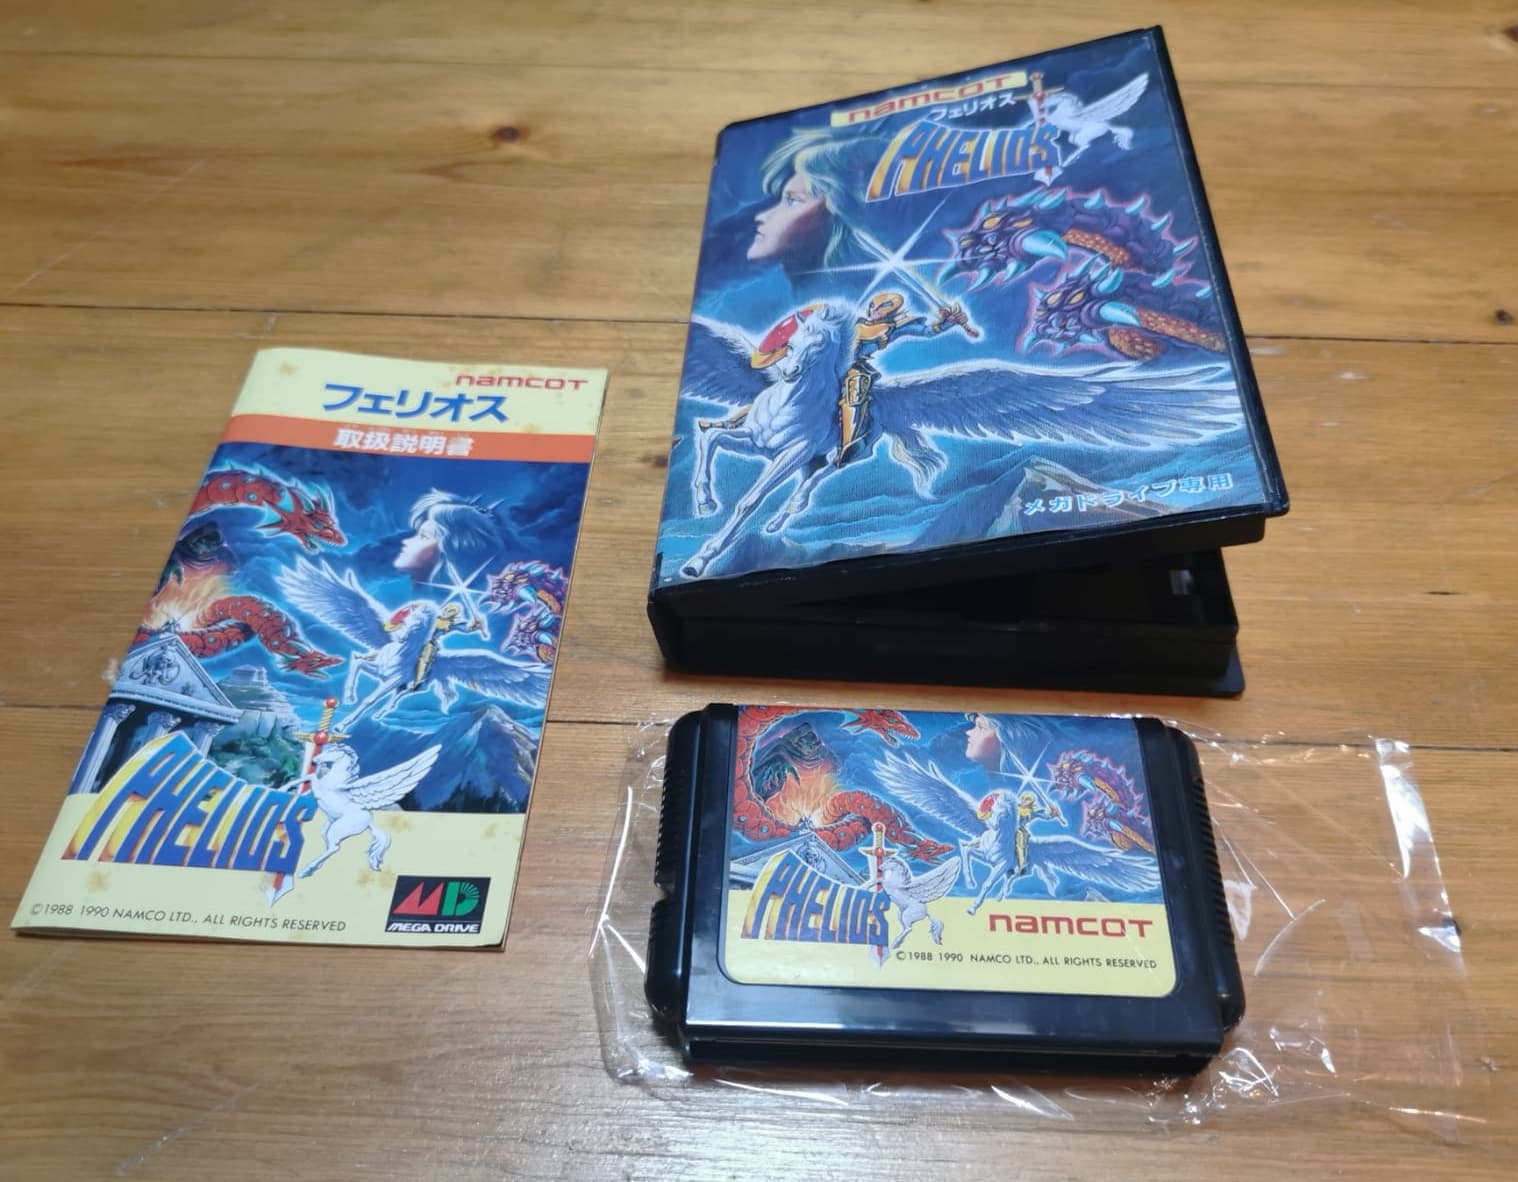 namcoT
フェリオス
PHELIOS
メガドライブ専用
namcoT
フェリオス
取扱説明書
PHELIOS
©1988 1990 NAMCO LTD., ALL RIGHTS RESERVED
MD
MEGA DRIVE
PHELIOS
namcoT
©1988 1990 NAMCO LTD., ALL RIGHTS RESERVED